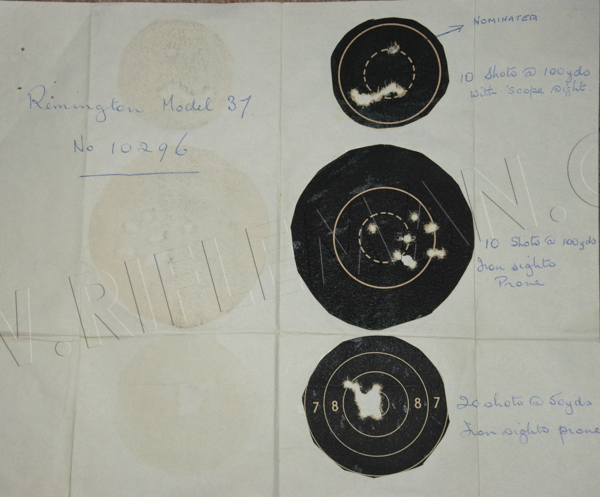 NOMINATED
10 Shots @ 100yds
with 'scope sight.
Remington Model 37
No 10296
10 Shots @ 100yds
Iron sights
Prone
7 8 8 7
20 shots @ 50yds
Iron sights prone
W.RIFLEMAN.O